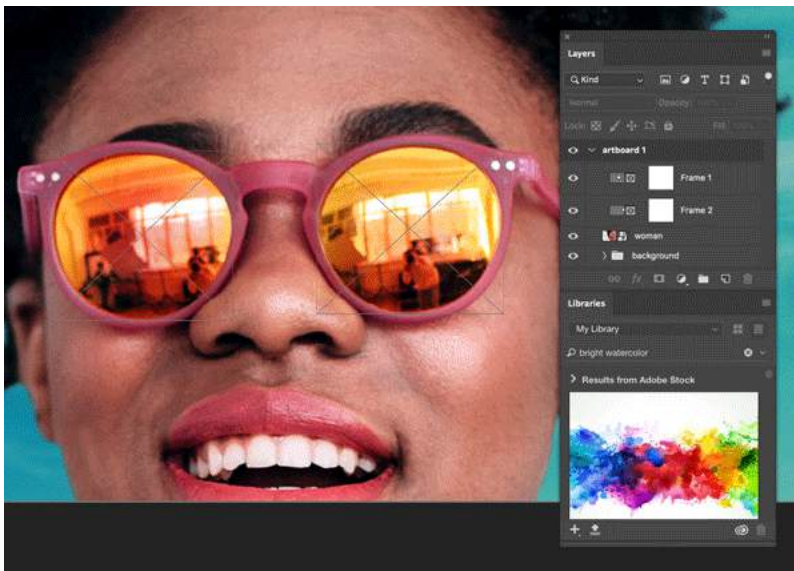 Layers
Kind
Normal
Opacity:
Lock:
Fill
artboard 1
Frame 1
Frame 2
woman
background
fx
Libraries
My Library
bright watercolor
Results from Adobe Stock